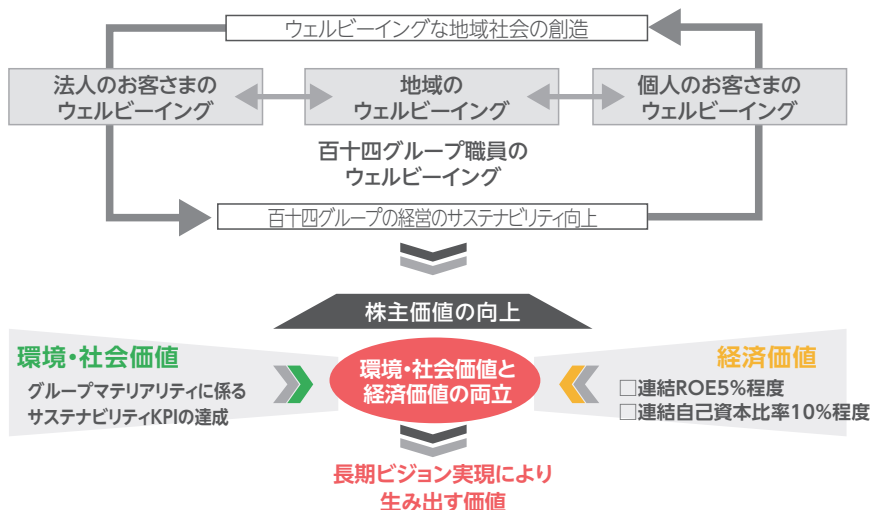 ウェルビーイングな地域社会の創造
法人のお客さまの
ウェルビーイング
地域の
ウェルビーイング
個人のお客さまの
ウェルビーイング
百十四グループ職員の
ウェルビーイング
百十四グループの経営のサステナビリティ向上
株主価値の向上
環境・社会価値
グループマテリアリティに係る
サステナビリティKPIの達成
環境・社会価値と
経済価値の両立
経済価値
□連結ROE5%程度
□連結自己資本比率10%程度
長期ビジョン実現により
生み出す価値